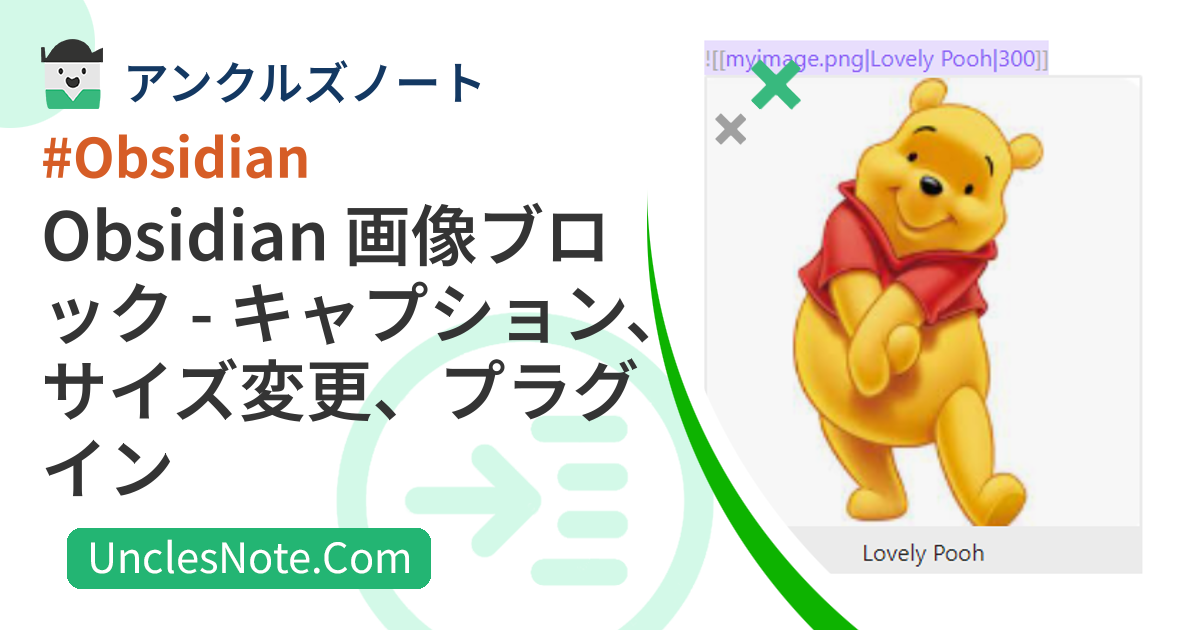 アンクルズノート
#Obsidian
Obsidian 画像ブロ
ック - キャプション、
サイズ変更、プラグ
イン
UnclesNote.Com
![[myimage.png|Lovely Pooh|300]]
Lovely Pooh